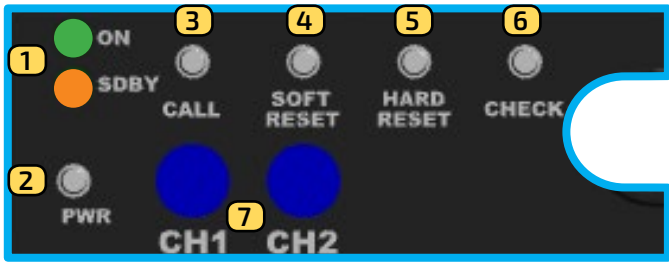 3 4 5 6
1 ON
SDBY
CALL SOFT RESET HARD RESET CHECK
2
PWR
7
CH1 CH2